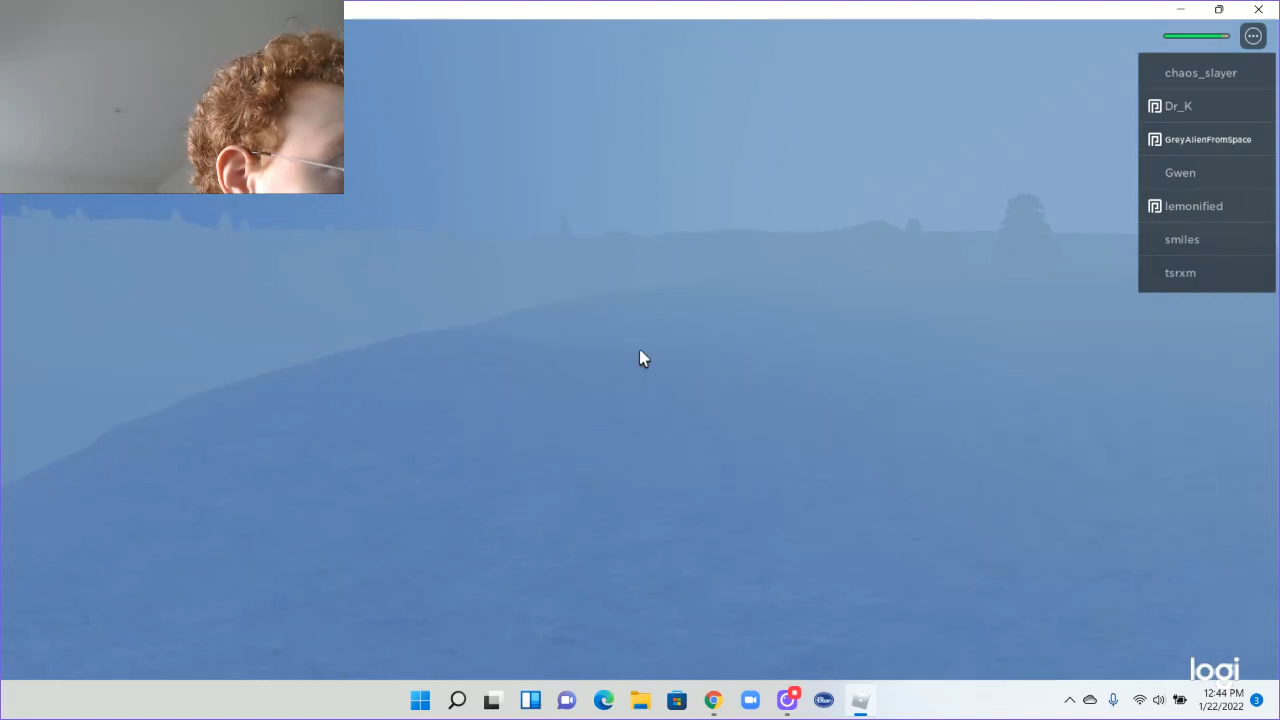 chaos_slayer
Dr_K
GreyAlienFromSpace
Gwen
lemonified
smiles
tsrxm
logi
12:44 PM
1/22/2022
3